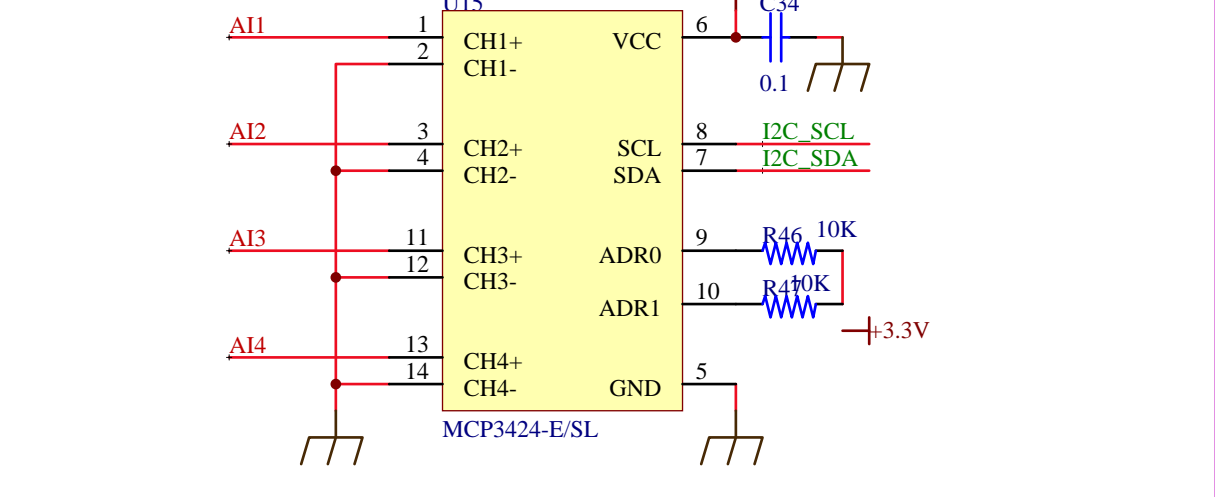 U15
C34
AI1
1
CH1+
VCC
6
2
CH1-
0.1
AI2
3
CH2+
SCL
8
I2C_SCL
4
CH2-
SDA
7
I2C_SDA
AI3
11
CH3+
ADR0
9
R46
10K
12
CH3-
10
R47
10K
ADR1
+3.3V
AI4
13
CH4+
14
CH4-
GND
5
MCP3424-E/SL